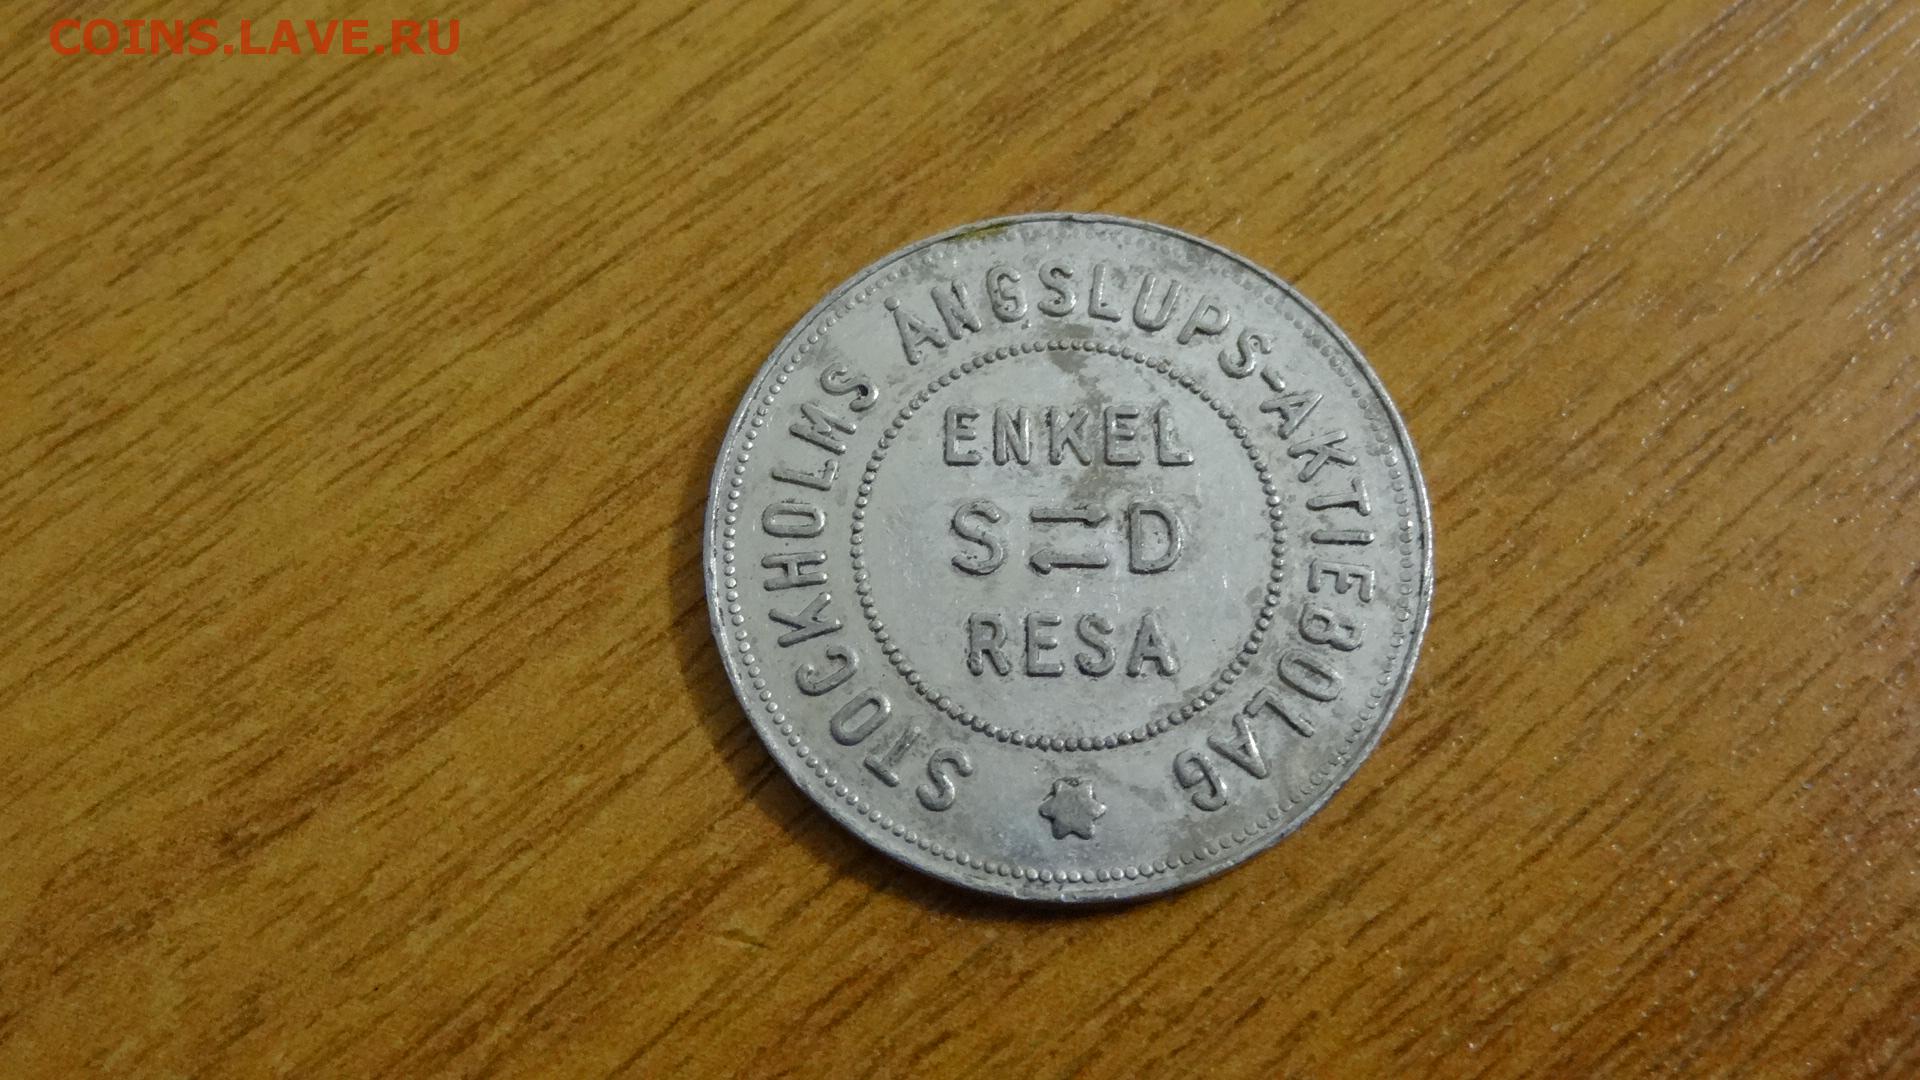 COINS.LAVE.RU
STOCKHOLMS ÅNGSLUPS-AKTIEBOLAG
ENKEL
S ⇄ D
RESA